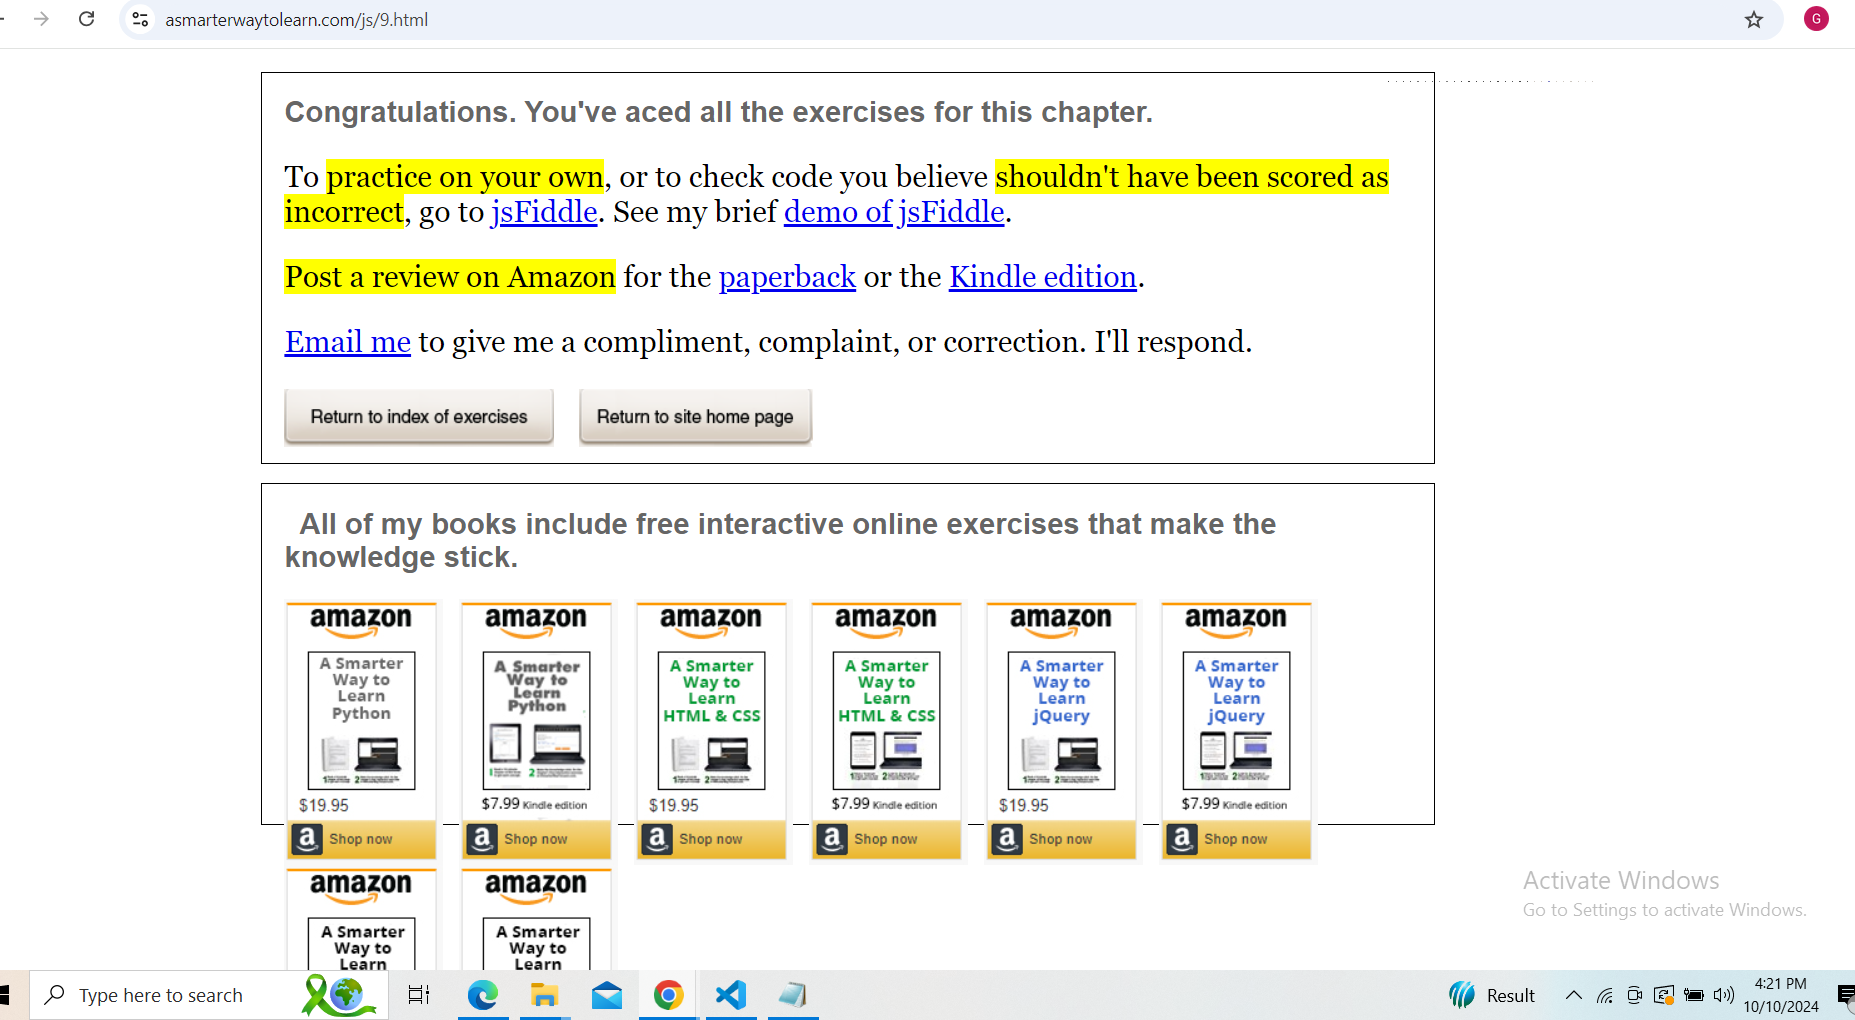 asmarterwaytolearn.com/js/9.html
G
Congratulations. You've aced all the exercises for this chapter.
To practice on your own, or to check code you believe shouldn't have been scored as
incorrect, go to jsFiddle. See my brief demo of jsFiddle.
Post a review on Amazon for the paperback or the Kindle edition.
Email me to give me a compliment, complaint, or correction. I'll respond.
Return to index of exercises Return to site home page
All of my books include free interactive online exercises that make the
knowledge stick.
amazon amazon amazon amazon amazon amazon
A Smarter A Smarter A Smarter A Smarter A Smarter A Smarter
Way to Way to Way to Way to Way to Way to
Learn Learn Learn Learn Learn Learn
Python Python HTML & CSS HTML & CSS jQuery jQuery
$19.95 $7.99 Kindle edition $19.95 $7.99 Kindle edition $19.95 $7.99 Kindle edition
a Shop now a Shop now a Shop now a Shop now a Shop now a Shop now
amazon amazon
A Smarter A Smarter
Way to Way to
Learn Learn
Activate Windows
Go to Settings to activate Windows.
Type here to search
Result
4:21 PM
10/10/2024